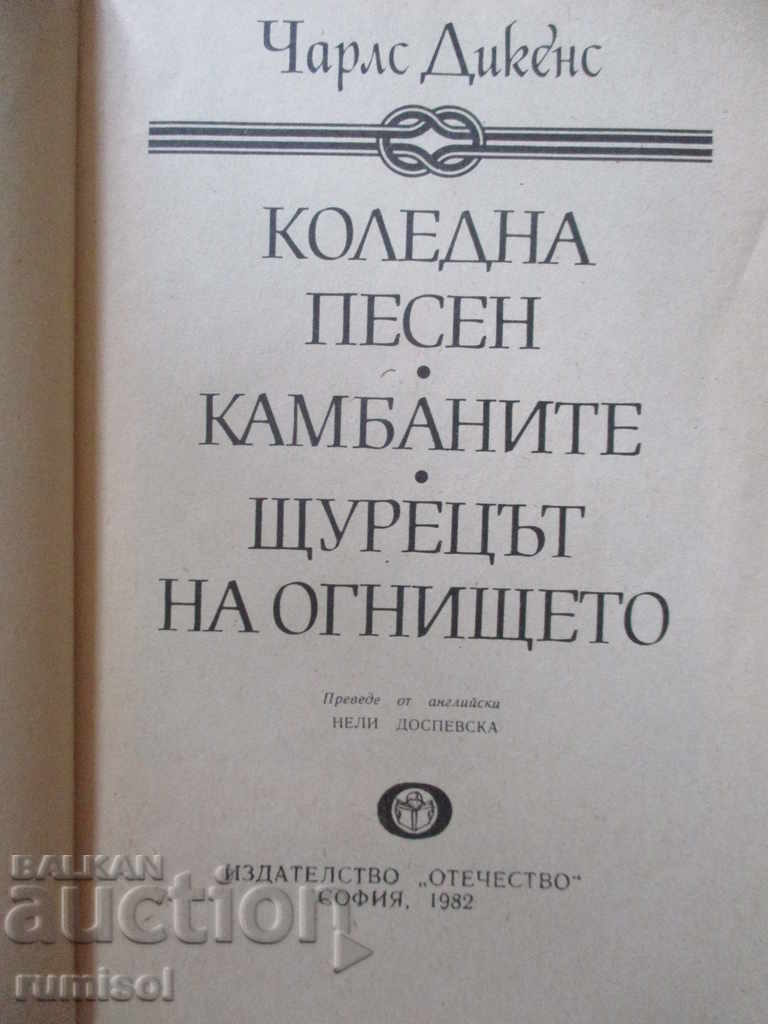 Чарлс Дикенс
КОЛЕДНА
ПЕСЕН
•
КАМБАНИТЕ
•
ЩУРЕЦЪТ
НА ОГНИЩЕТО
Преведе от английски
НЕЛИ ДОСПЕВСКА
ИЗДАТЕЛСТВО „ОТЕЧЕСТВО“
СОФИЯ, 1982
BALKAN
auction
rumisol